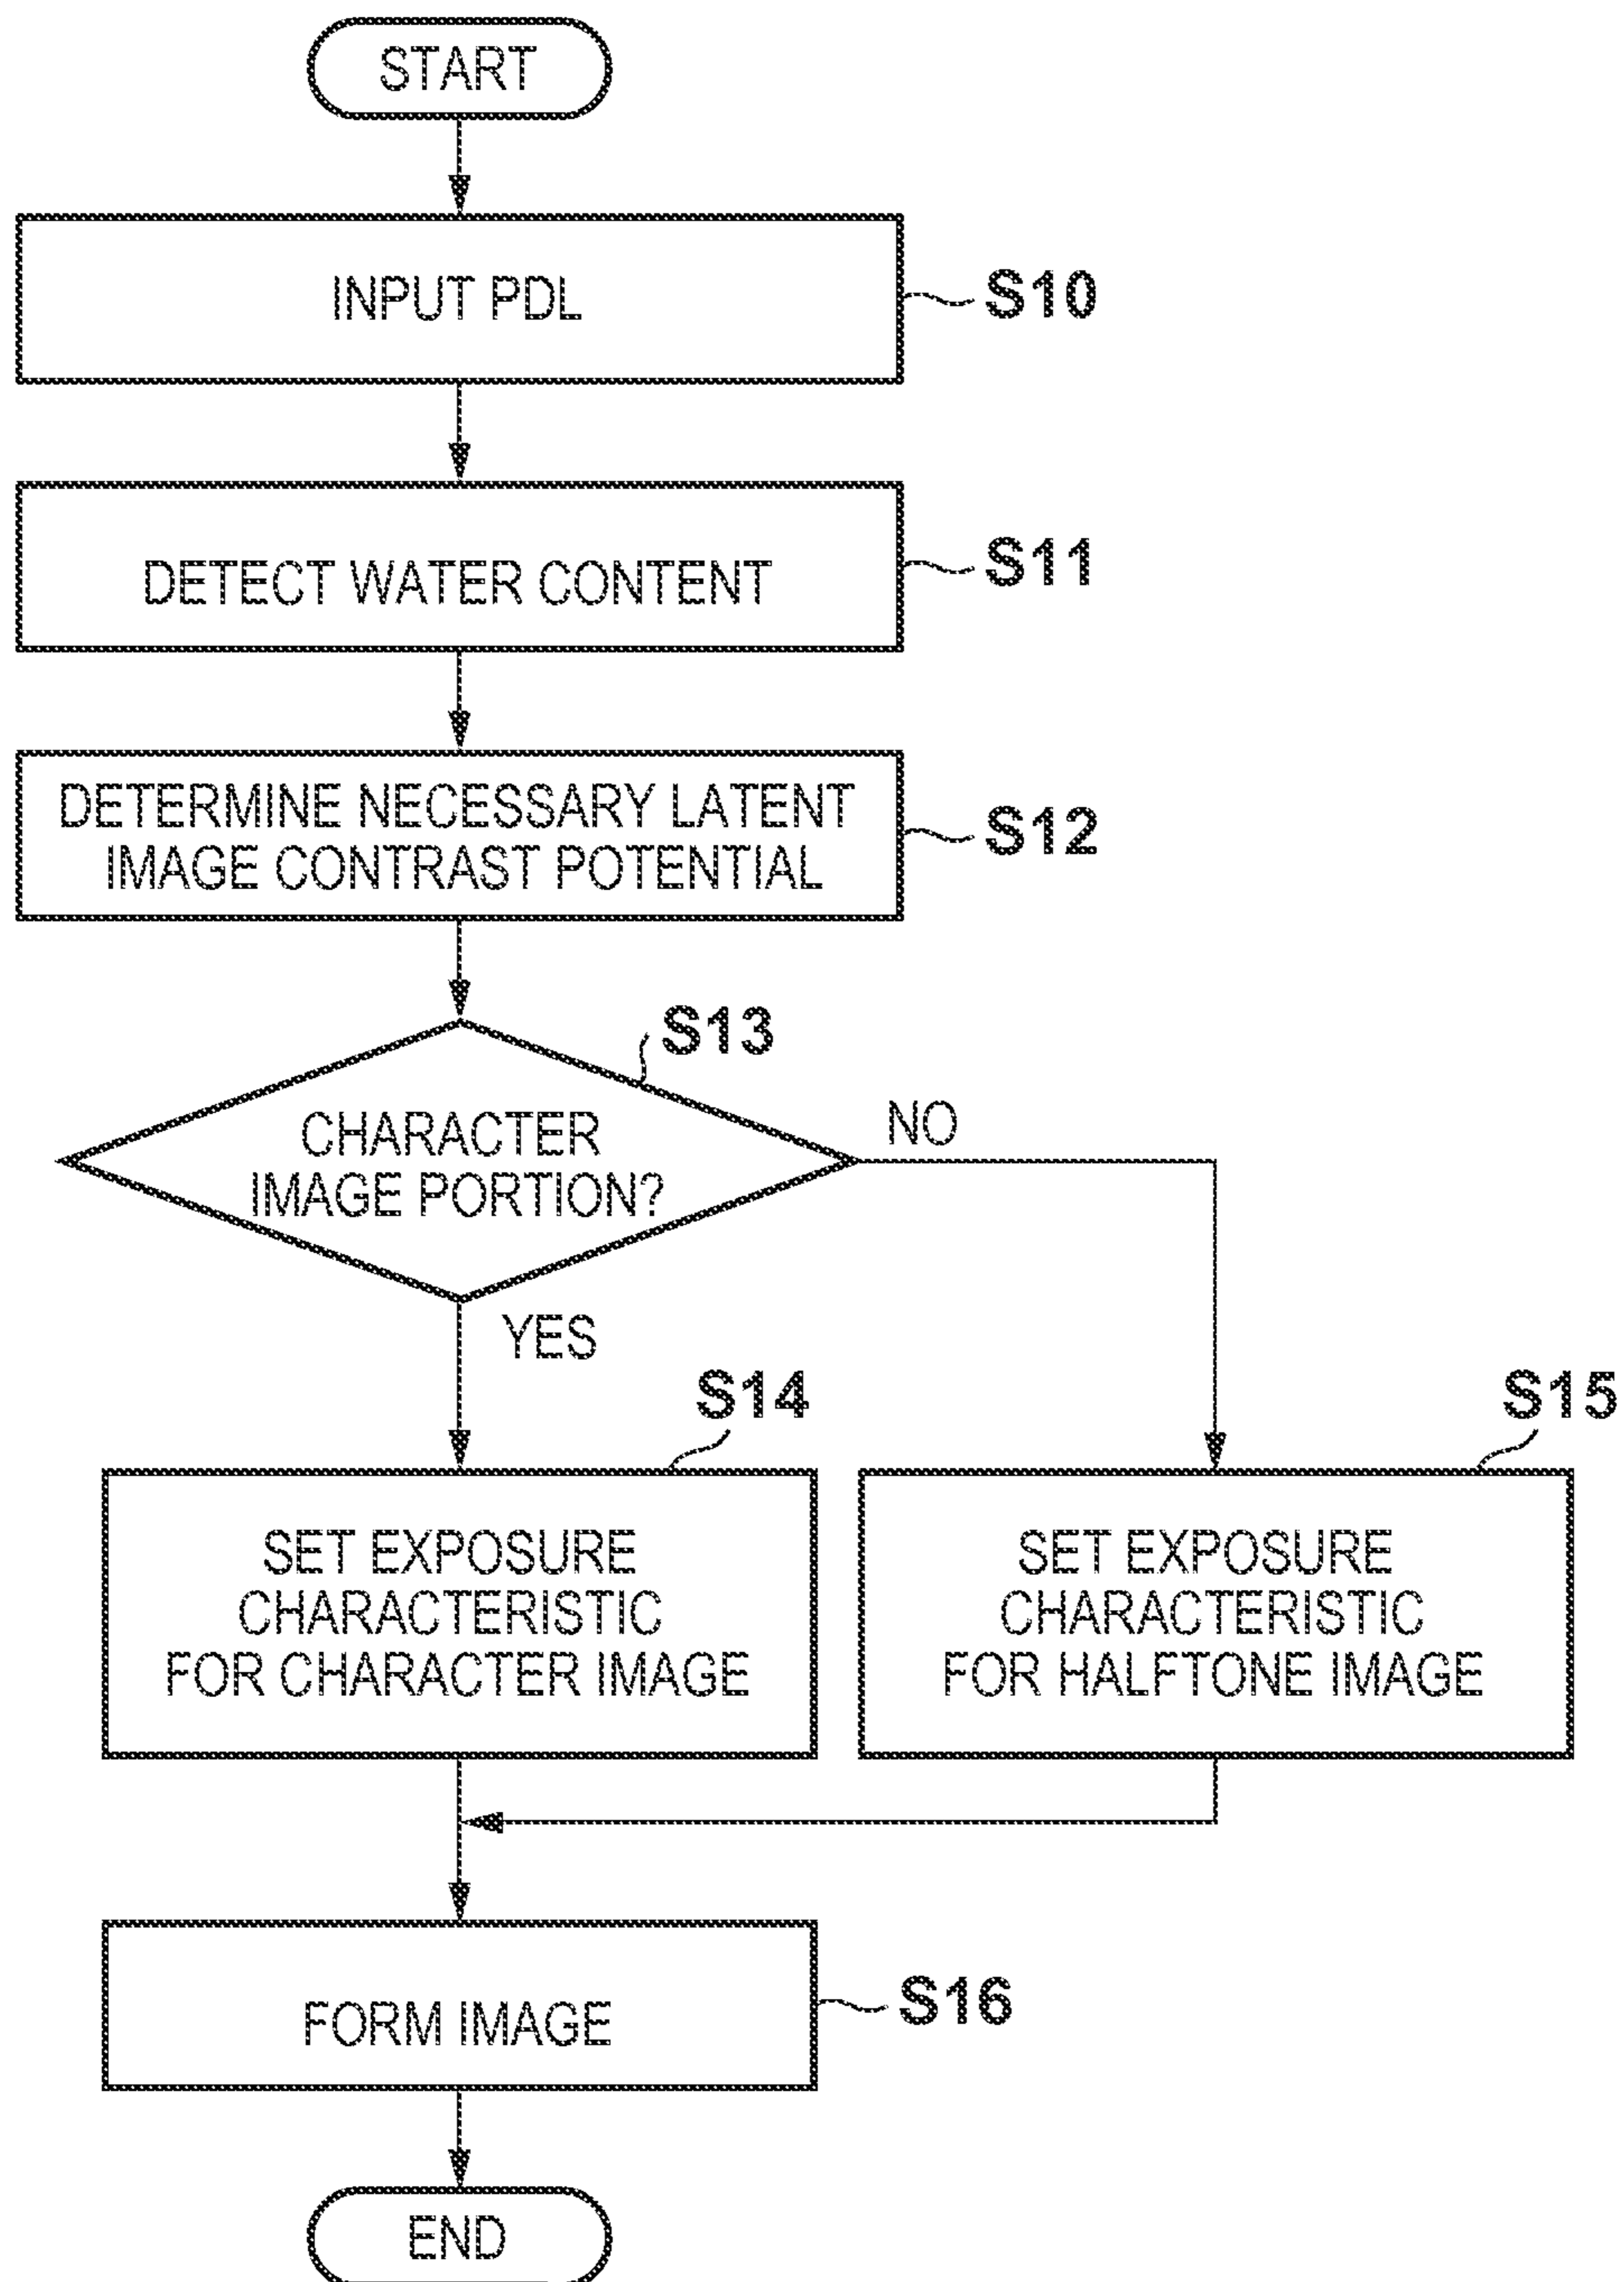 START
INPUT PDL
S10
DETECT WATER CONTENT
S11
DETERMINE NECESSARY LATENT
IMAGE CONTRAST POTENTIAL
S12
S13
CHARACTER
IMAGE PORTION?
NO
YES
S14
SET EXPOSURE
CHARACTERISTIC
FOR CHARACTER IMAGE
S15
SET EXPOSURE
CHARACTERISTIC
FOR HALFTONE IMAGE
FORM IMAGE
S16
END